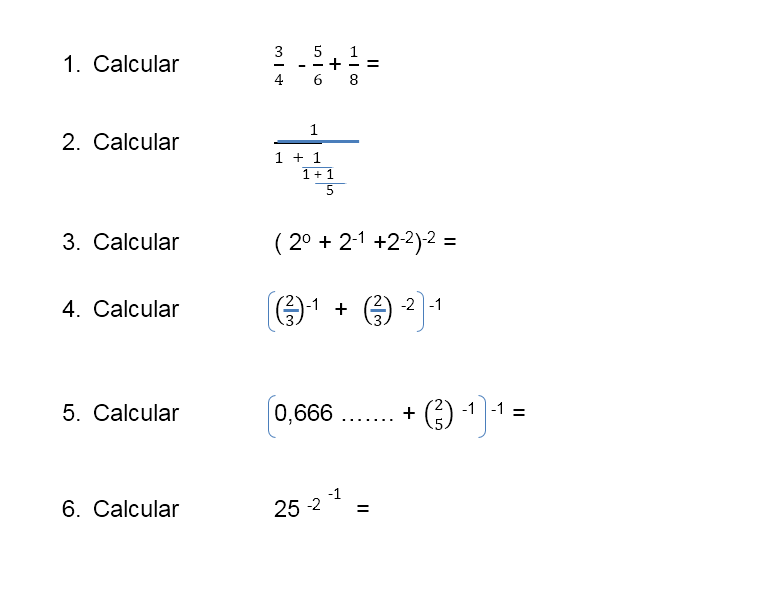 1. Calcular 3/4 - 5/6 + 1/8 =
2. Calcular 1
1 + 1
1 + 1
5
3. Calcular ( 2º + 2⁻¹ +2⁻²)⁻² =
4. Calcular [(2/3)⁻¹ + (2/3)⁻²]⁻¹
5. Calcular [0,666 ……. + (2/5)⁻¹]⁻¹ =
6. Calcular 25^-2^-1 =